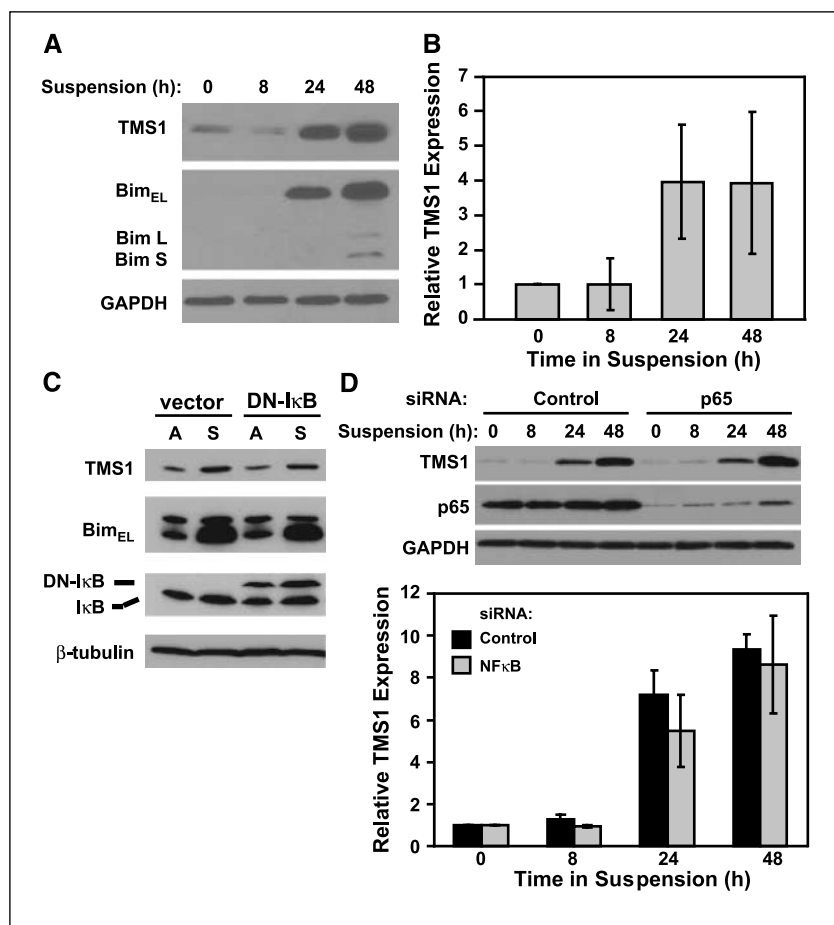 A
Suspension (h): 0 8 24 48
TMS1
Bim_EL
Bim L
Bim S
GAPDH
B
Relative TMS1 Expression
7
6
5
4
3
2
1
0
0 8 24 48
Time in Suspension (h)
C
vector DN-IκB
A S A S
TMS1
Bim_EL
DN-IκB
IκB
β-tubulin
D
siRNA: Control p65
Suspension (h): 0 8 24 48 0 8 24 48
TMS1
p65
GAPDH
Relative TMS1 Expression
12
10
8
6
4
2
0
siRNA:
Control
NFκB
0 8 24 48
Time in Suspension (h)